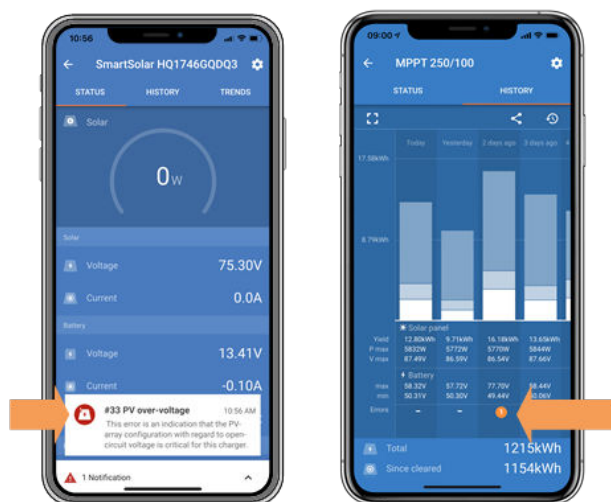 10:56
SmartSolar HQ1746GQDQ3
STATUS HISTORY TRENDS
Solar
0W
Solar
Voltage 75.30V
Current 0.0A
Battery
Voltage 13.41V
Current -0.10A
#33 PV over-voltage 10:56 AM
This error is an indication that the PV-
array configuration with regard to open-
circuit voltage is critical for this charger.
1 Notification
09:00
MPPT 250/100
STATUS HISTORY
Today Yesterday 2 days ago 3 days ago 4
17.58kWh
8.79kWh
Solar panel
Yield 12.80kWh 9.71kWh 16.18kWh 13.65kWh
P max 5832W 5772W 5770W 5844W
V max 87.49V 86.59V 86.54V 87.66V
Battery
max 58.32V 57.72V 77.70V 58.44V
min 50.31V 50.30V 49.44V
Errors – –
Total 1215kWh
Since cleared 1154kWh